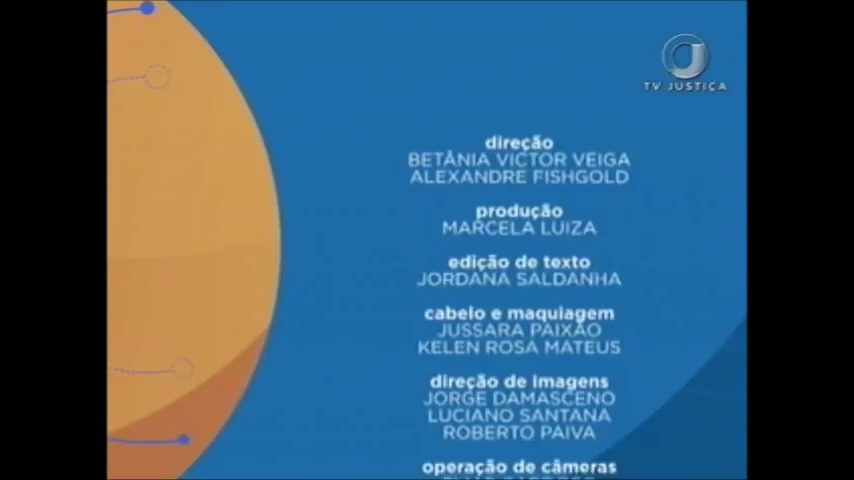 TV JUSTIÇA
direção
BETÂNIA VICTOR VEIGA
ALEXANDRE FISHGOLD
produção
MARCELA LUIZA
edição de texto
JORDANA SALDANHA
cabelo e maquiagem
JUSSARA PAIXÃO
KELEN ROSA MATEUS
direção de imagens
JORGE DAMASCENO
LUCIANO SANTANA
ROBERTO PAIVA
operação de câmeras